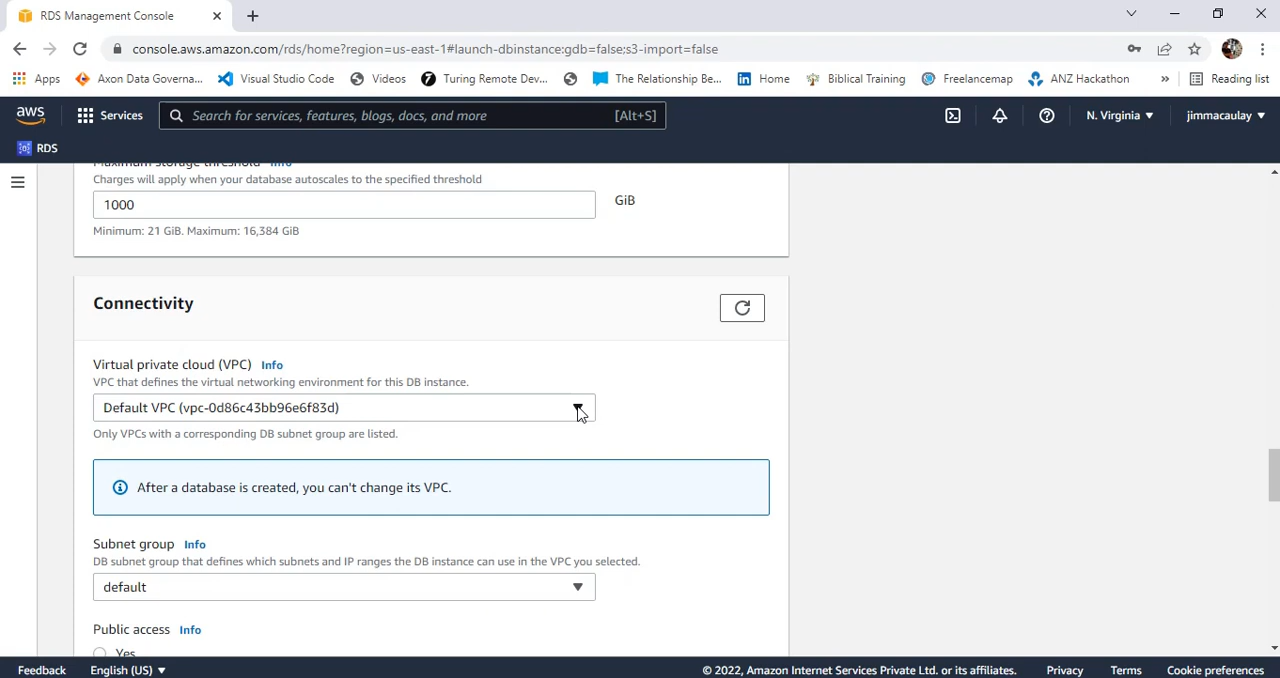 RDS Management Console
console.aws.amazon.com/rds/home?region=us-east-1#launch-dbinstance:gdb=false;s3-import=false
Apps Axon Data Governa... Visual Studio Code Videos Turing Remote Dev... The Relationship Be... Home Biblical Training Freelancemap ANZ Hackathon » Reading list
aws Services Search for services, features, blogs, docs, and more [Alt+S] N. Virginia jimmacaulay
RDS
Maximum storage threshold Info
Charges will apply when your database autoscales to the specified threshold
1000 GiB
Minimum: 21 GiB. Maximum: 16,384 GiB
Connectivity
Virtual private cloud (VPC) Info
VPC that defines the virtual networking environment for this DB instance.
Default VPC (vpc-0d86c43bb96e6f83d)
Only VPCs with a corresponding DB subnet group are listed.
After a database is created, you can't change its VPC.
Subnet group Info
DB subnet group that defines which subnets and IP ranges the DB instance can use in the VPC you selected.
default
Public access Info
Yes
Feedback English (US) © 2022, Amazon Internet Services Private Ltd. or its affiliates. Privacy Terms Cookie preferences